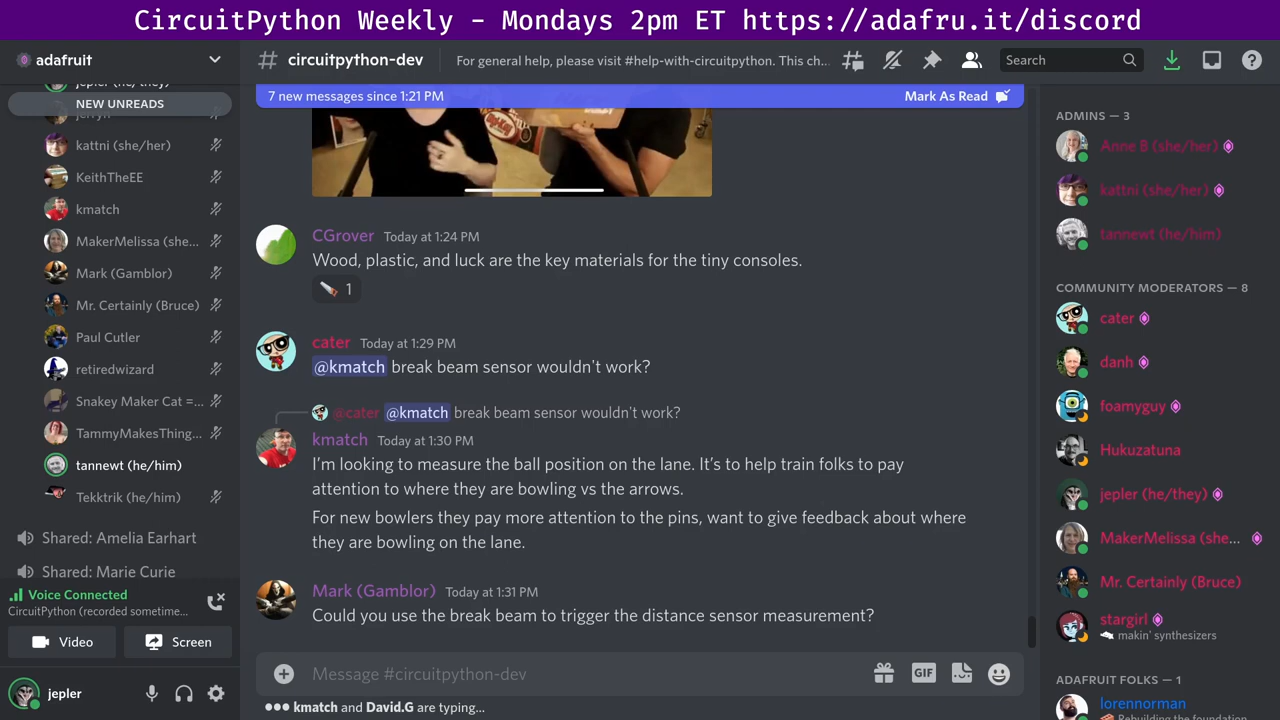 CircuitPython Weekly - Mondays 2pm ET https://adafru.it/discord
adafruit
jepler (he/they)
NEW UNREADS
jerryn
kattni (she/her)
KeithTheEE
kmatch
MakerMelissa (she...
Mark (Gamblor)
Mr. Certainly (Bruce)
Paul Cutler
retiredwizard
Snakey Maker Cat =...
TammyMakesThing...
tannewt (he/him)
Tekktrik (he/him)
Shared: Amelia Earhart
Shared: Marie Curie
Voice Connected
CircuitPython (recorded sometime...
Video
Screen
jepler
circuitpython-dev
For general help, please visit #help-with-circuitpython. This ch...
Search
7 new messages since 1:21 PM
Mark As Read
CGrover Today at 1:24 PM
Wood, plastic, and luck are the key materials for the tiny consoles.
1
cater Today at 1:29 PM
@kmatch break beam sensor wouldn't work?
@cater @kmatch break beam sensor wouldn't work?
kmatch Today at 1:30 PM
I'm looking to measure the ball position on the lane. It's to help train folks to pay
attention to where they are bowling vs the arrows.
For new bowlers they pay more attention to the pins, want to give feedback about where
they are bowling on the lane.
Mark (Gamblor) Today at 1:31 PM
Could you use the break beam to trigger the distance sensor measurement?
Message #circuitpython-dev
GIF
kmatch and David.G are typing...
ADMINS — 3
Anne B (she/her)
kattni (she/her)
tannewt (he/him)
COMMUNITY MODERATORS — 8
cater
danh
foamyguy
Hukuzatuna
jepler (he/they)
MakerMelissa (she...
Mr. Certainly (Bruce)
stargirl
makin' synthesizers
ADAFRUIT FOLKS — 1
lorennorman
Rebuilding the foundation